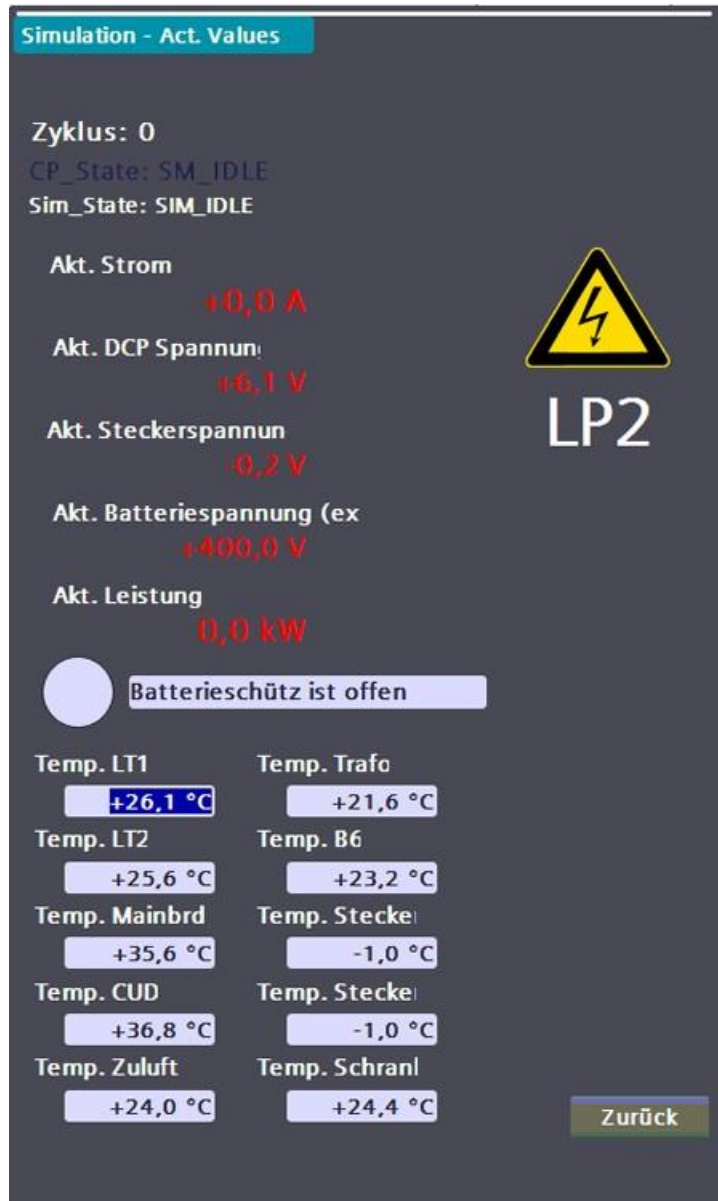 Simulation - Act. Values
Zyklus: 0
CP_State: SM_IDLE
Sim_State: SIM_IDLE
Akt. Strom
+0,0 A
Akt. DCP Spannun
+6,1 V
LP2
Akt. Steckerspannun
-0,2 V
Akt. Batteriespannung (ex
+400,0 V
Akt. Leistung
0,0 kW
Batterieschütz ist offen
Temp. LT1 Temp. Trafo
+26,1 °C +21,6 °C
Temp. LT2 Temp. B6
+25,6 °C +23,2 °C
Temp. Mainbrd Temp. Stecke
+35,6 °C -1,0 °C
Temp. CUD Temp. Stecke
+36,8 °C -1,0 °C
Temp. Zuluft Temp. Schranl
+24,0 °C +24,4 °C
Zurück